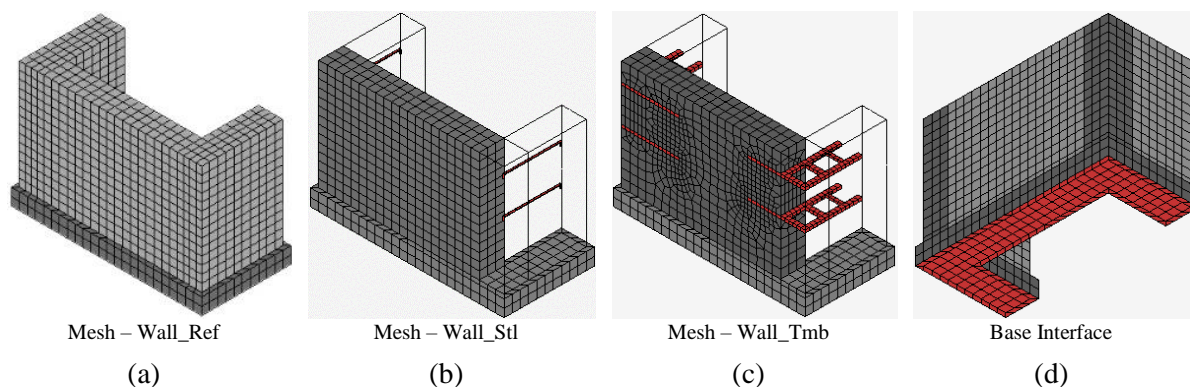 Mesh – Wall_Ref
Mesh – Wall_Stl
Mesh – Wall_Tmb
Base Interface
(a)
(b)
(c)
(d)